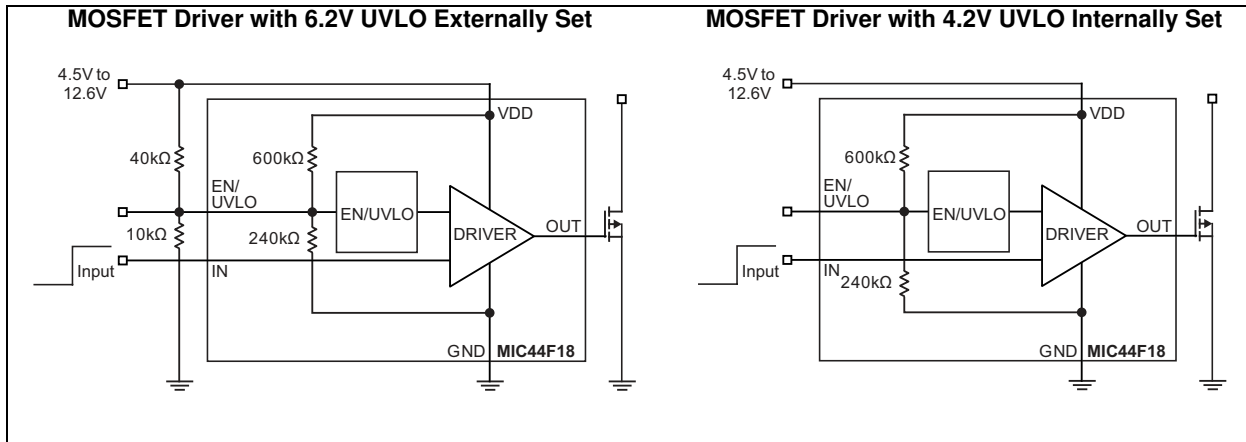 MOSFET Driver with 6.2V UVLO Externally Set
4.5V to
12.6V
VDD
40kΩ
600kΩ
EN/
UVLO
EN/UVLO
10kΩ
240kΩ
DRIVER
OUT
Input
IN
GND MIC44F18
MOSFET Driver with 4.2V UVLO Internally Set
4.5V to
12.6V
VDD
600kΩ
EN/
UVLO
EN/UVLO
DRIVER
OUT
Input
IN
240kΩ
GND MIC44F18